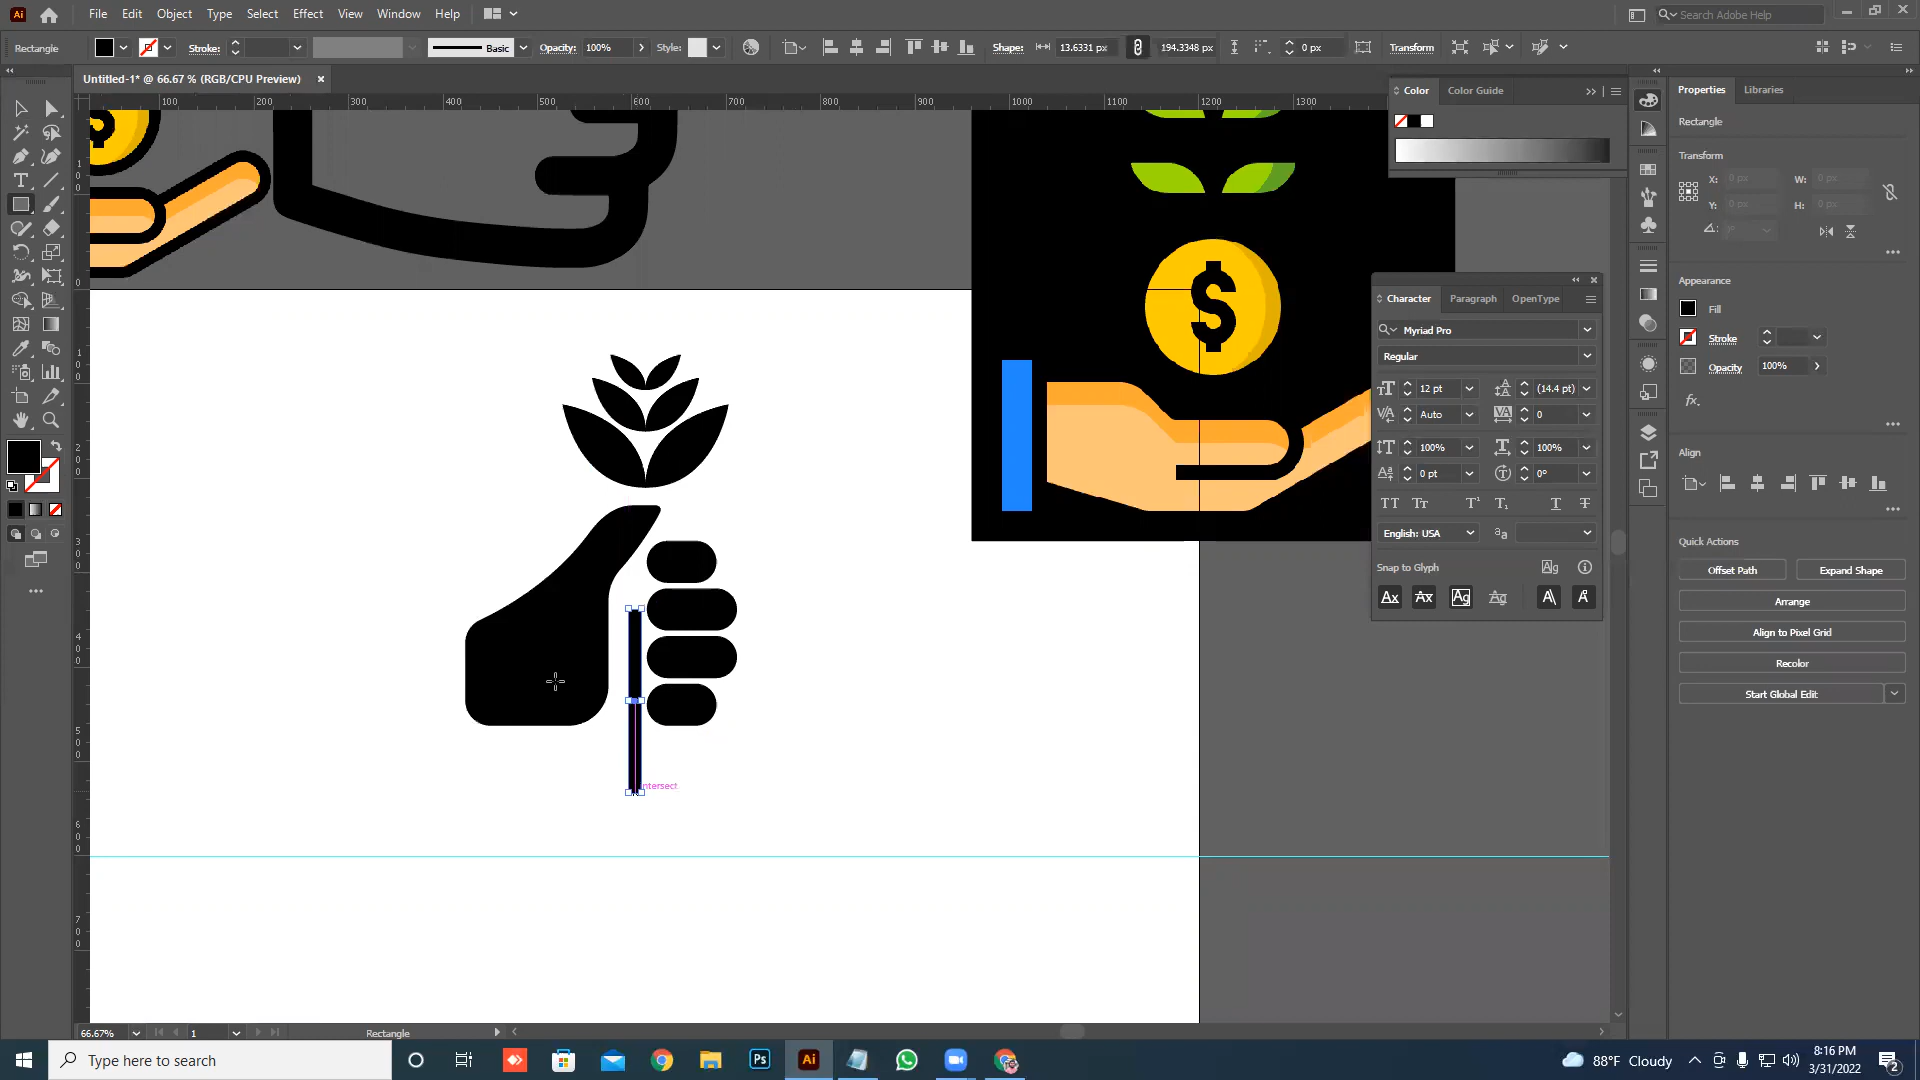 Ai
File
Edit
Object
Type
Select
Effect
View
Window
Help
Search Adobe Help
Rectangle
Stroke:
Basic
Opacity:
100%
Style:
Shape:
13.6331 px
194.3348 px
0 px
Transform
Untitled-1* @ 66.67 % (RGB/CPU Preview)
×
100 200 300 400 500 600 700 800 900 1000 1100 1200 1300
Color
Color Guide
Properties
Libraries
Rectangle
Transform
X: 0 px W: 0 px
Y: 0 px H: 0 px
Appearance
Fill
Stroke
Opacity 100%
fx.
Align
Quick Actions
Offset Path
Expand Shape
Arrange
Align to Pixel Grid
Recolor
Start Global Edit
Character
Paragraph
OpenType
Myriad Pro
Regular
12 pt
(14.4 pt)
Auto
0
100%
100%
0 pt
0°
English: USA
Snap to Glyph
$
$
intersect
66.67%
1
Rectangle
Type here to search
Ps
Ai
88°F Cloudy
8:16 PM
3/31/2022
2